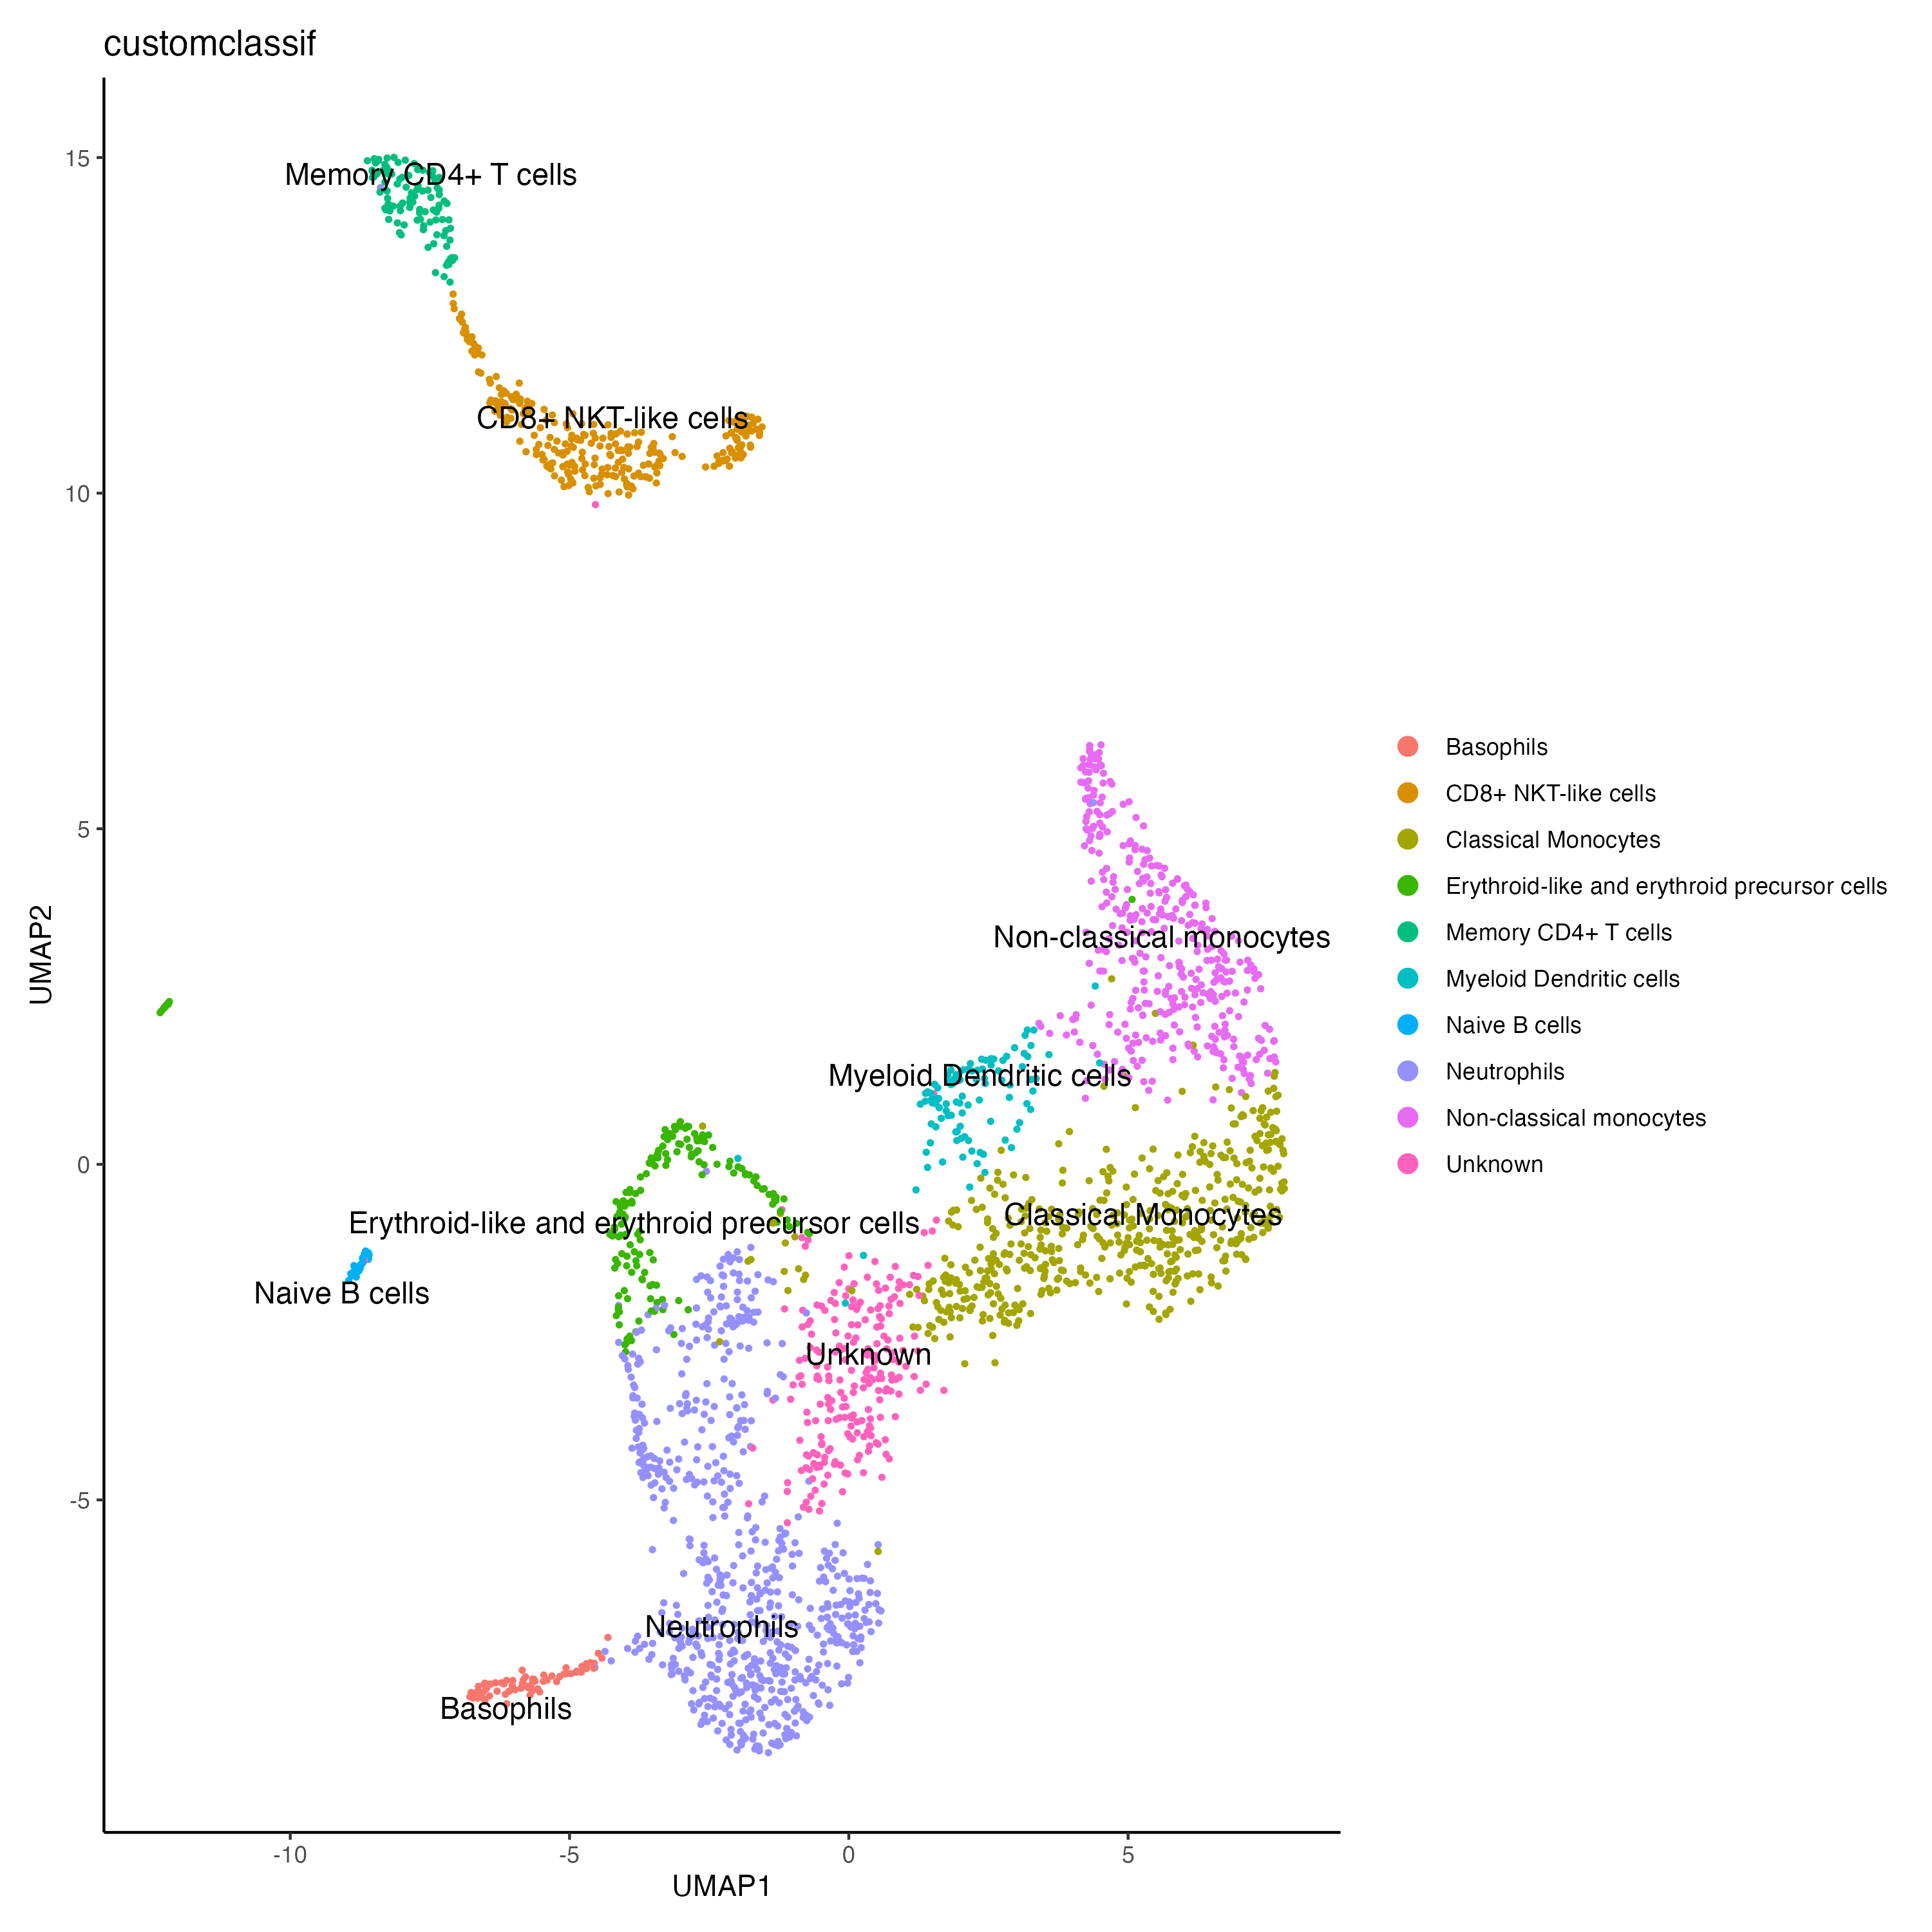 customclassif
15
10
5
0
-5
UMAP2
Memory CD4+ T cells
CD8+ NKT-like cells
Non-classical monocytes
Myeloid Dendritic cells
Classical Monocytes
Erythroid-like and erythroid precursor cells
Naive B cells
Unknown
Neutrophils
Basophils
-10
-5
0
5
UMAP1
Basophils
CD8+ NKT-like cells
Classical Monocytes
Erythroid-like and erythroid precursor cells
Memory CD4+ T cells
Myeloid Dendritic cells
Naive B cells
Neutrophils
Non-classical monocytes
Unknown